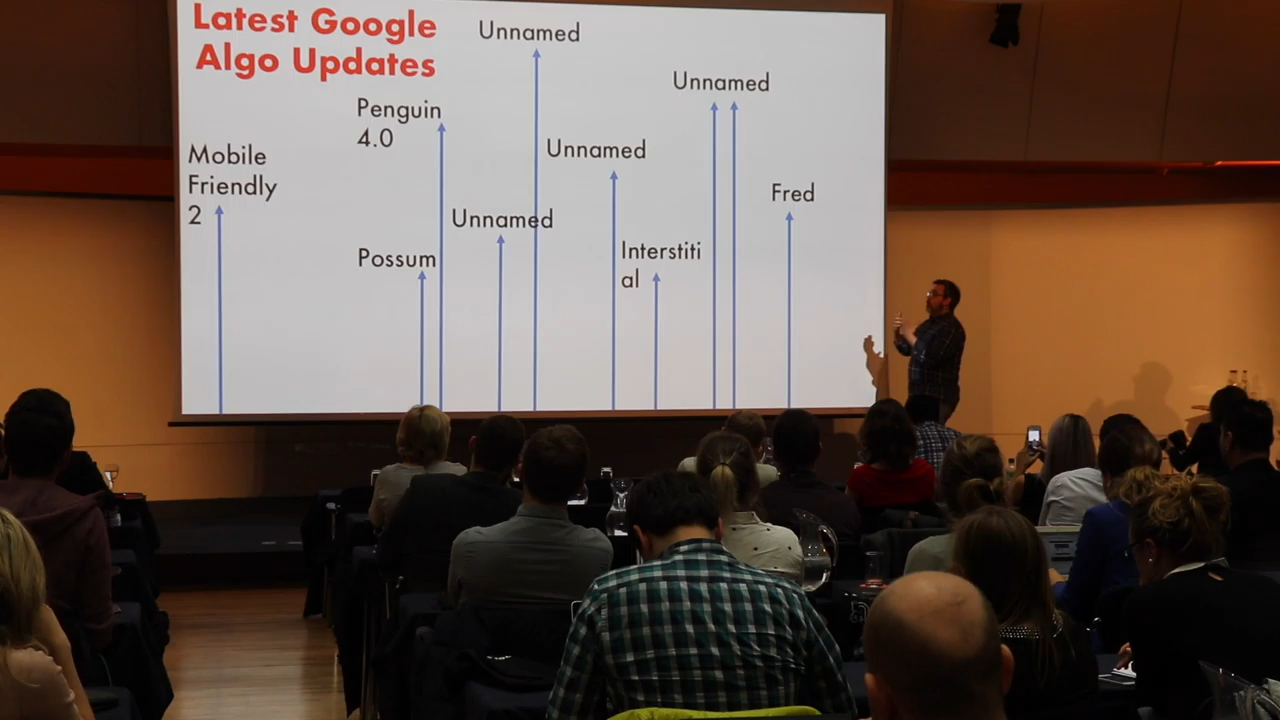 Latest Google
Algo Updates
Unnamed
Unnamed
Penguin
4.0
Unnamed
Mobile
Friendly
2
Fred
Unnamed
Interstiti
al
Possum